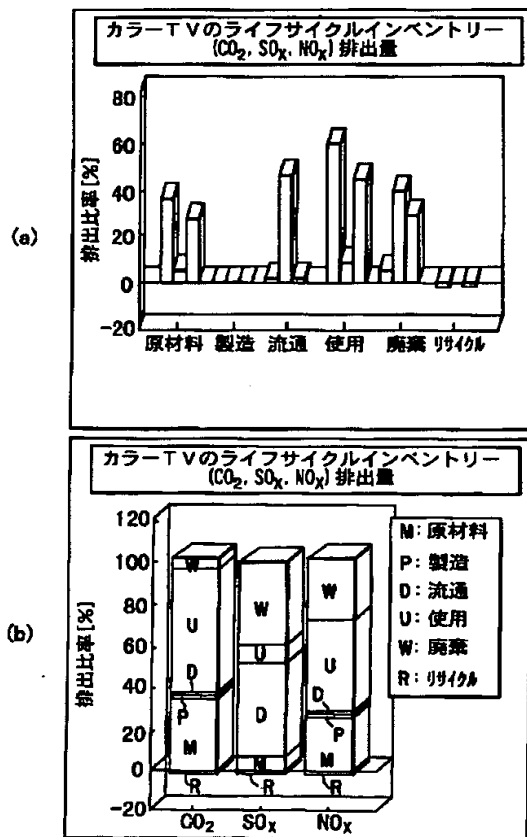 (a)
カラーTVのライフサイクルインベントリー
(CO2, SOX, NOX)排出量
排出比率[%]
80
60
40
20
0
-20
原材料 製造 流通 使用 廃棄 リサイクル
(b)
カラーTVのライフサイクルインベントリー
(CO2, SOX, NOX)排出量
排出比率[%]
120
100
80
60
40
20
0
-20
W
U
D
P
M
R
W
U
D
M
R
W
U
D
P
M
R
CO2 SOX NOX
M: 原材料
P: 製造
D: 流通
U: 使用
W: 廃棄
R: リサイクル